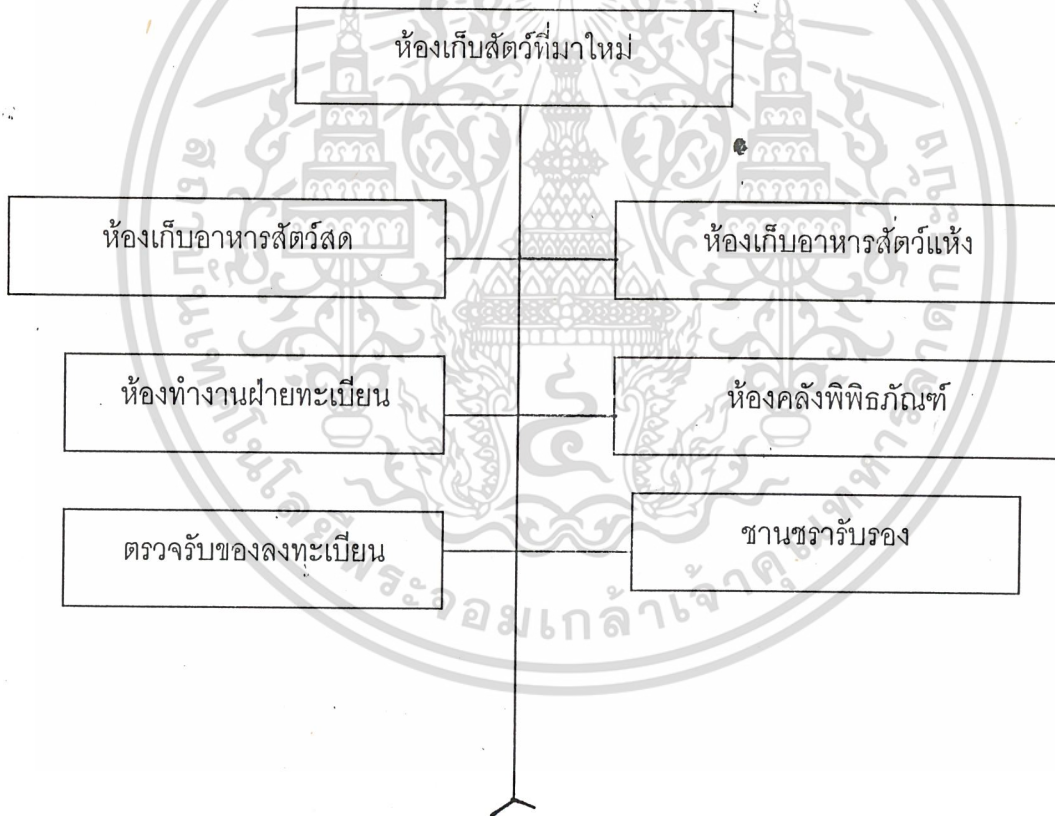 ห้องเก็บสัตว์ที่มาใหม่
ห้องเก็บอาหารสัตว์สด
ห้องเก็บอาหารสัตว์แห้ง
ห้องทำงานฝ่ายทะเบียน
ห้องคลังพิพิธภัณฑ์
ตรวจรับของลงทะเบียน
ชานชรารับรอง